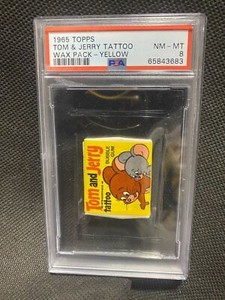 1965 TOPPS
TOM & JERRY TATTOO NM - MT
WAX PACK - YELLOW 8
PSA 65843683
Tom and Jerry
tattoo
BUBBLE GUM